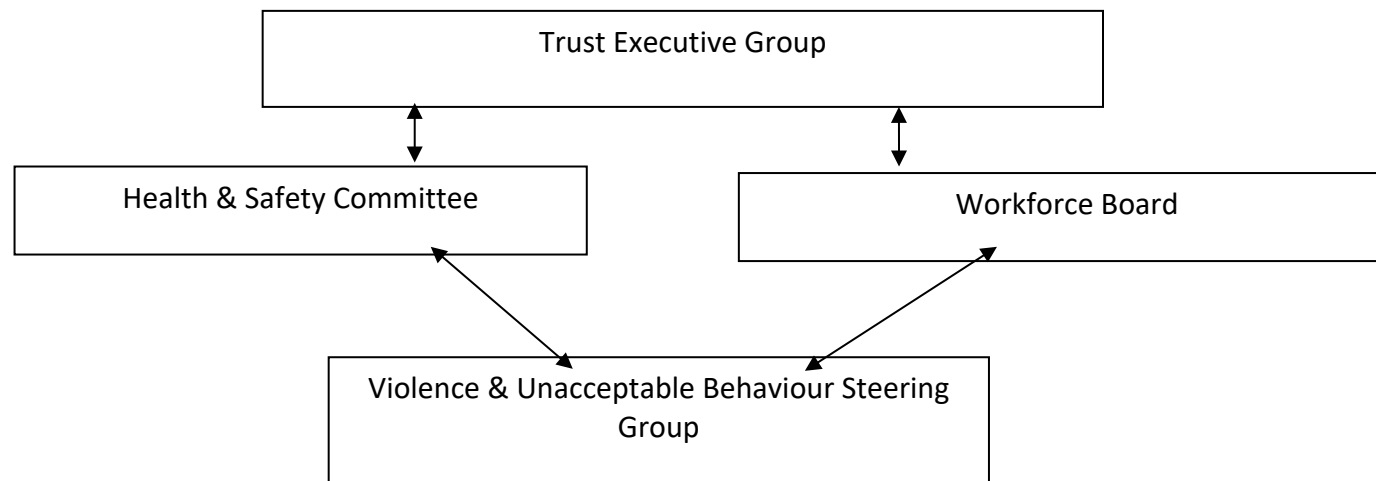 Trust Executive Group
Health & Safety Committee
Workforce Board
Violence & Unacceptable Behaviour Steering
Group